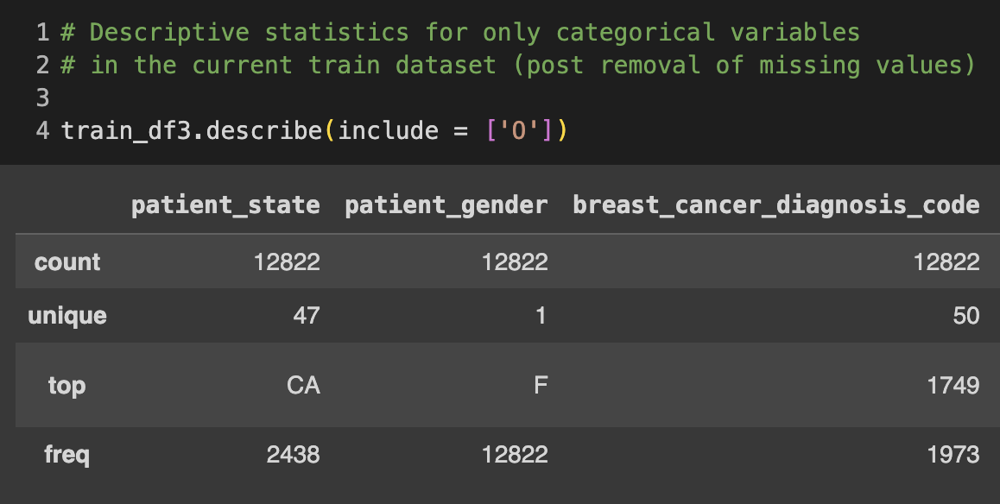 1 # Descriptive statistics for only categorical variables
2 # in the current train dataset (post removal of missing values)
3
4 train_df3.describe(include = ['O'])
patient_state patient_gender breast_cancer_diagnosis_code
count 12822 12822 12822
unique 47 1 50
top CA F 1749
freq 2438 12822 1973